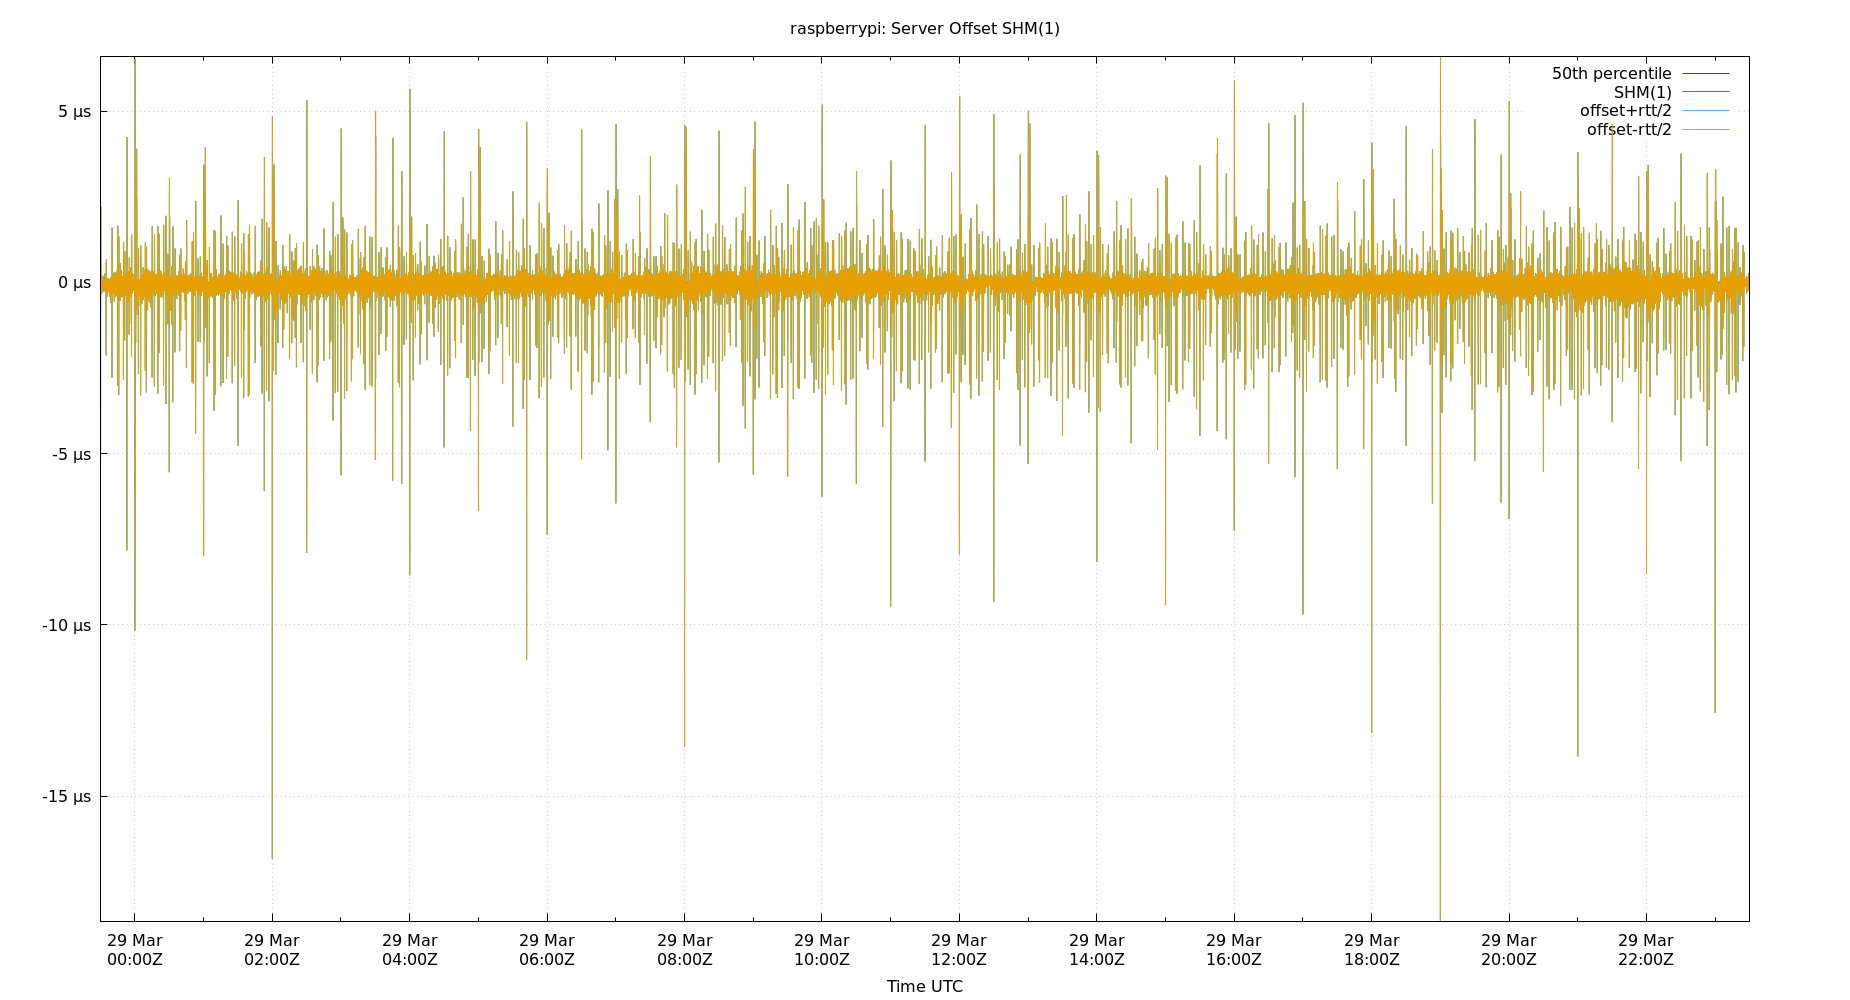 raspberrypi: Server Offset SHM(1)
50th percentile
SHM(1)
offset+rtt/2
offset-rtt/2
5 µs
0 µs
-5 µs
-10 µs
-15 µs
29 Mar 29 Mar 29 Mar 29 Mar 29 Mar 29 Mar 29 Mar 29 Mar 29 Mar 29 Mar 29 Mar 29 Mar
00:00Z 02:00Z 04:00Z 06:00Z 08:00Z 10:00Z 12:00Z 14:00Z 16:00Z 18:00Z 20:00Z 22:00Z
Time UTC